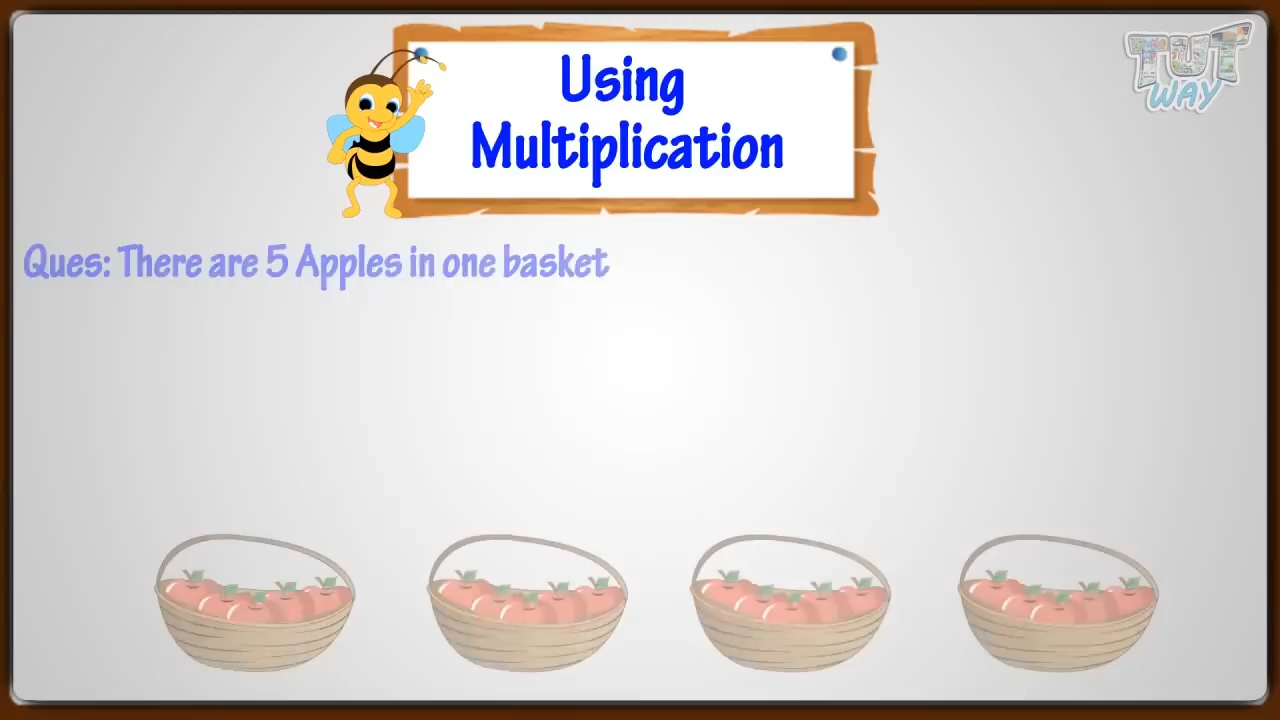 Using
Multiplication
TUT
WAY
Ques: There are 5 Apples in one basket